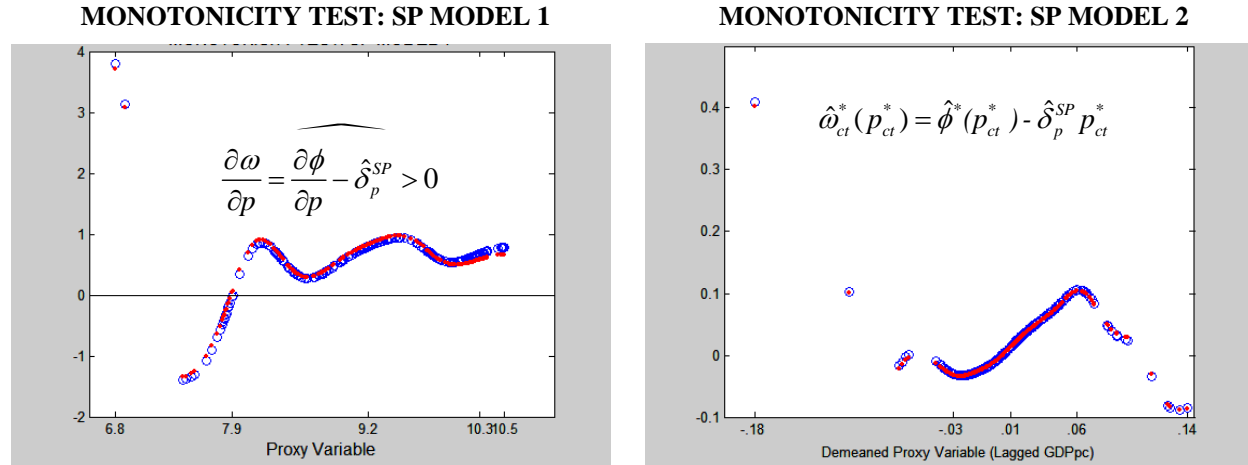 MONOTONICITY TEST: SP MODEL 1
4
3
2
1
0
-1
-2
∂ω/∂p = ∂φ/∂p - δ̂_p^SP > 0
6.8 7.9 9.2 10.310.5
Proxy Variable
MONOTONICITY TEST: SP MODEL 2
0.4
0.3
0.2
0.1
0
-0.1
ω̂*_ct(p*_ct) = φ̂*(p*_ct) - δ̂_p^SP p*_ct
-.18 -.03 .01 .06 .14
Demeaned Proxy Variable (Lagged GDPpc)